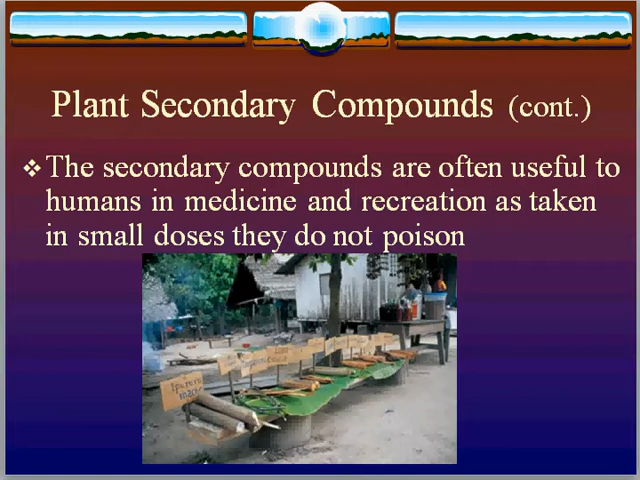 Plant Secondary Compounds (cont.)
The secondary compounds are often useful to
humans in medicine and recreation as taken
in small doses they do not poison